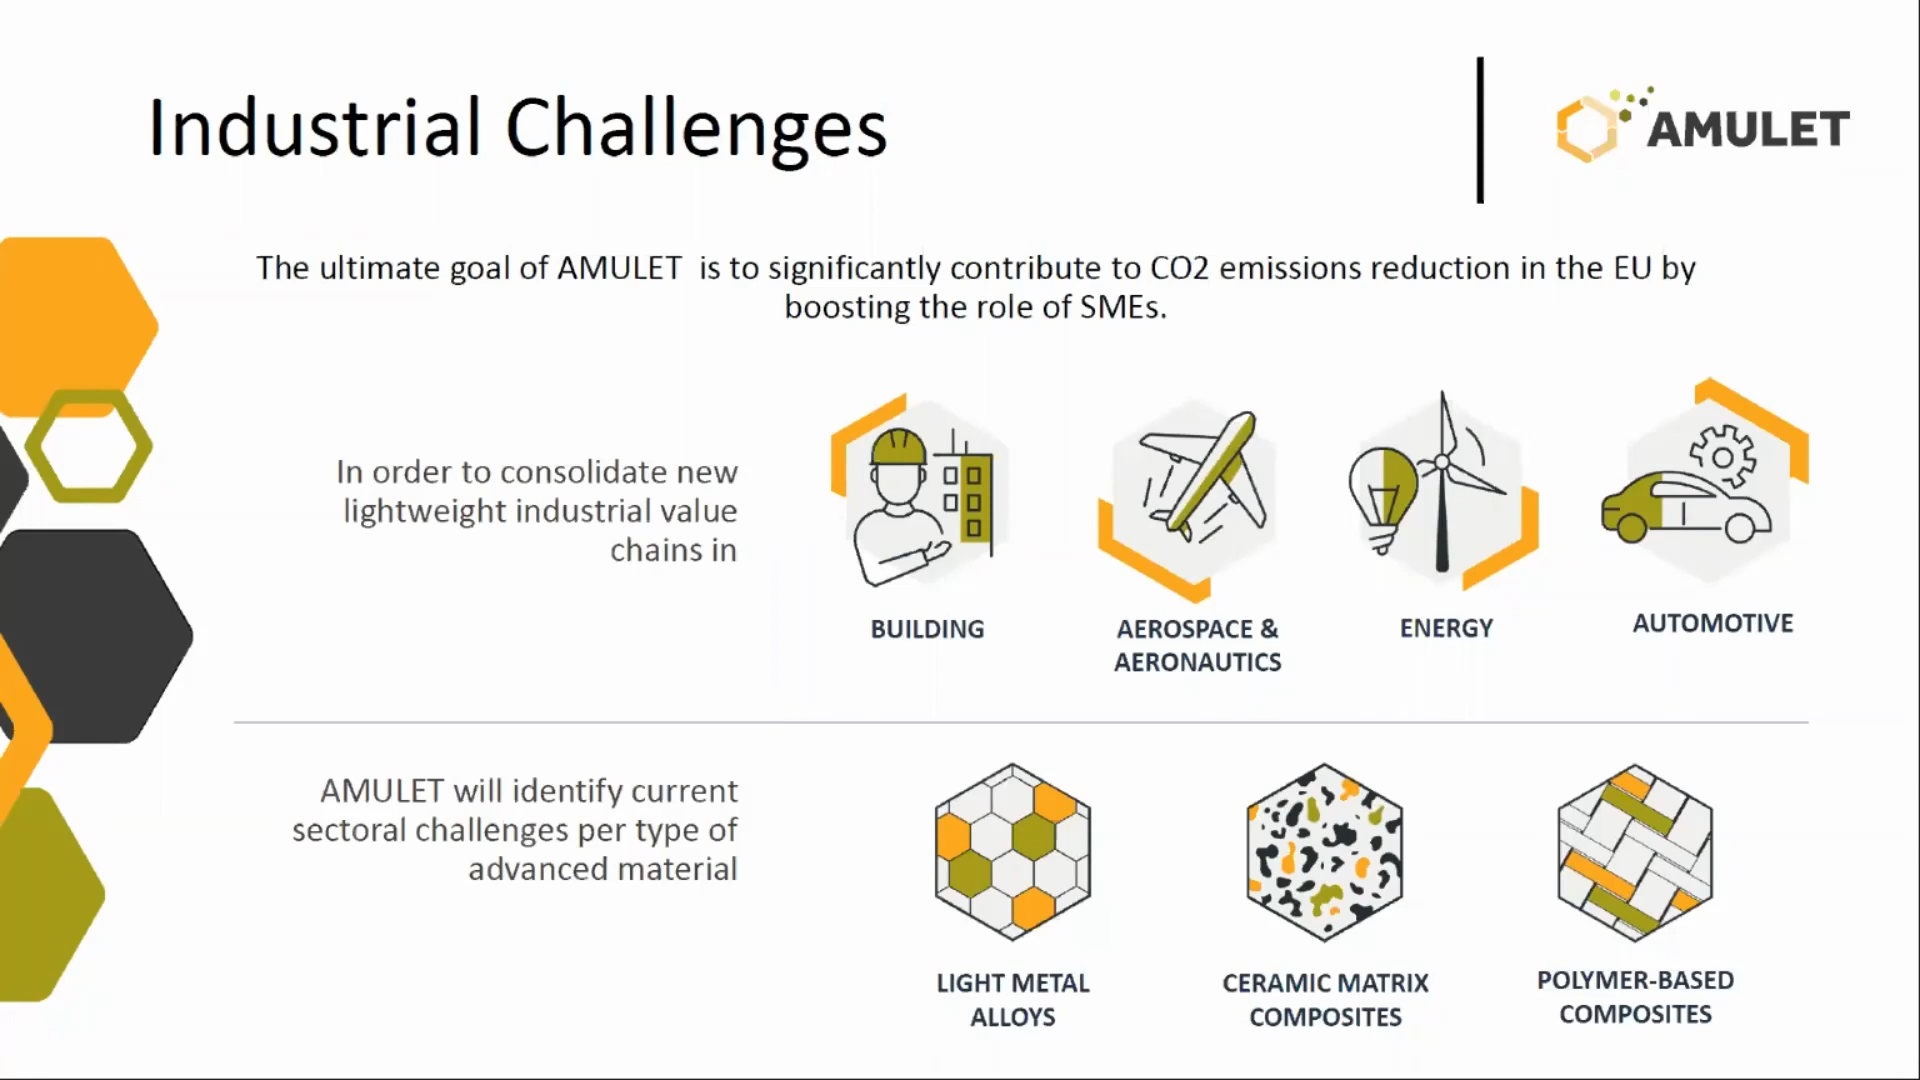 Industrial Challenges
AMULET
The ultimate goal of AMULET is to significantly contribute to CO2 emissions reduction in the EU by
boosting the role of SMEs.
In order to consolidate new
lightweight industrial value
chains in
BUILDING
AEROSPACE &
AERONAUTICS
ENERGY
AUTOMOTIVE
AMULET will identify current
sectoral challenges per type of
advanced material
LIGHT METAL
ALLOYS
CERAMIC MATRIX
COMPOSITES
POLYMER-BASED
COMPOSITES